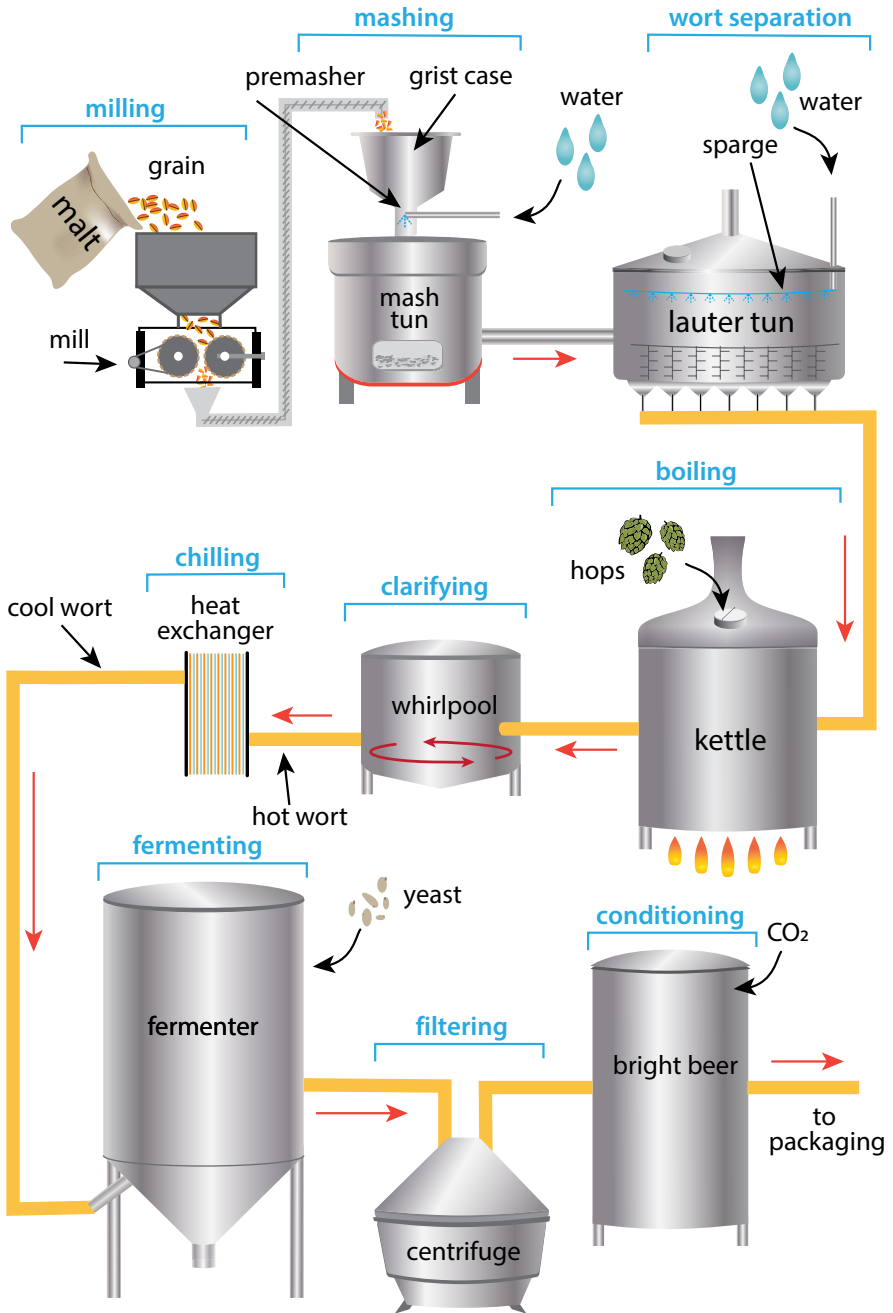 mashing
wort separation
premasher
grist case
water
water
milling
sparge
grain
malt
mash
tun
lauter tun
mill
boiling
chilling
clarifying
hops
cool wort
heat
exchanger
whirlpool
kettle
hot wort
fermenting
yeast
conditioning
CO₂
fermenter
filtering
bright beer
to
packaging
centrifuge